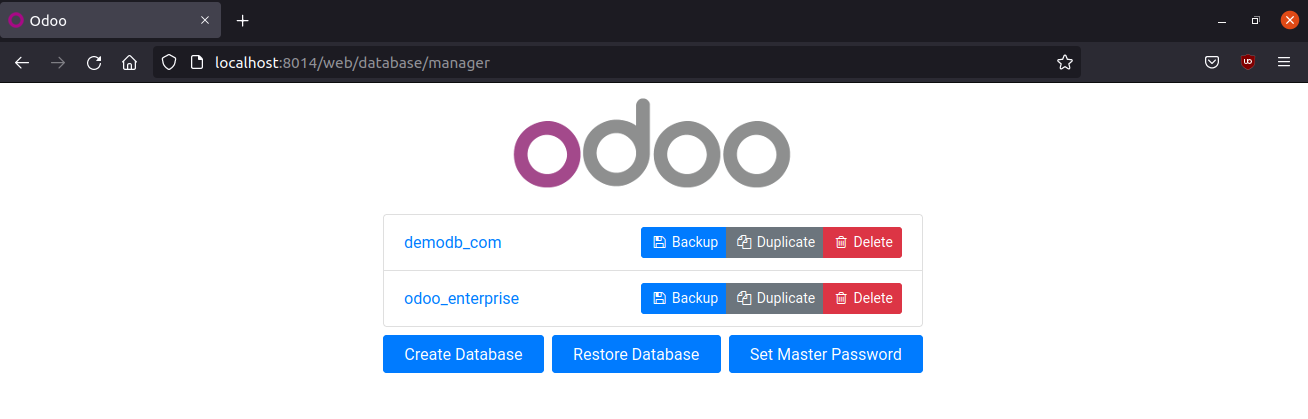 Odoo
localhost:8014/web/database/manager
odoo
demodb_com Backup Duplicate Delete
odoo_enterprise Backup Duplicate Delete
Create Database Restore Database Set Master Password